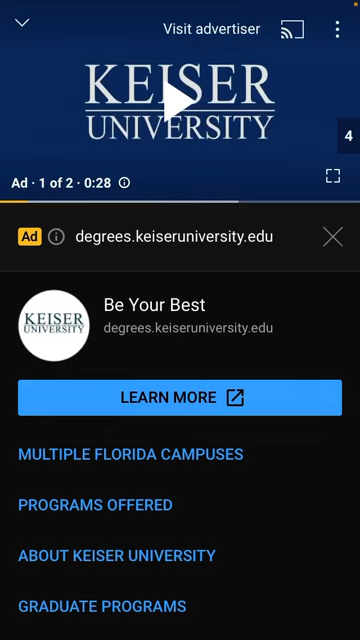 Visit advertiser
KEISER
UNIVERSITY
4
Ad · 1 of 2 · 0:28
Ad degrees.keiseruniversity.edu
KEISER
UNIVERSITY
Be Your Best
degrees.keiseruniversity.edu
LEARN MORE
MULTIPLE FLORIDA CAMPUSES
PROGRAMS OFFERED
ABOUT KEISER UNIVERSITY
GRADUATE PROGRAMS